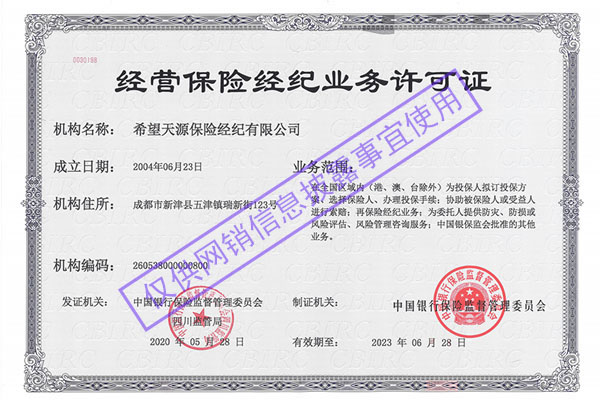 0000198
经营保险经纪业务许可证
机构名称： 希望天源保险经纪有限公司
成立日期： 2004年06月23日
业务范围：
在全国区域内（港、澳、台除外）为投保人拟订投保方
案、选择保险人、办理投保手续；协助被保险人或受益人
进行索赔；再保险经纪业务；为委托人提供防灾、防损或
风险评估、风险管理咨询服务；中国银保监会批准的其他
业务。
机构住所： 成都市新津县五津镇瑞新街123号
机构编码： 260538000000800
发证机关： 中国银行保险监督管理委员会
四川监管局
2020 年 05 月 28 日
制证机关： 中国银行保险监督管理委员会
有效期至： 2023 年 06 月 28 日
仅供网销信息披露事宜使用
中国银行保险监督管理委员会